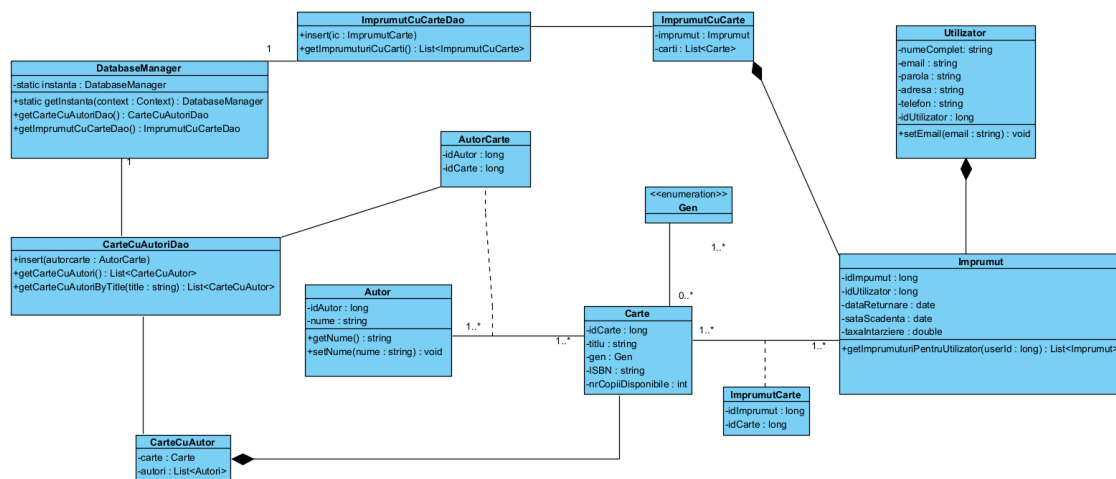 ImprumutCuCarteDao
+insert(ic : ImprumutCarte)
+getImprumuturiCuCarti() : List<ImprumutCuCarte>
ImprumutCuCarte
-imprumut : Imprumut
-carti : List<Carte>
Utilizator
-numeComplet: string
-email : string
-parola : string
-adresa : string
-telefon : string
-idUtilizator : long
+setEmail(email : string) : void
1
DatabaseManager
-static instanta : DatabaseManager
+static getInstanta(context : Context) : DatabaseManager
+getCarteCuAutoriDao() : CarteCuAutoriDao
+getImprumutCuCarteDao() : ImprumutCuCarteDao
1
AutorCarte
-idAutor : long
-idCarte : long
<<enumeration>>
Gen
1..*
0..*
CarteCuAutoriDao
+insert(autorcarte : AutorCarte)
+getCarteCuAutori() : List<CarteCuAutor>
+getCarteCuAutoriByTitle(title : string) : List<CarteCuAutor>
Imprumut
-idImpumut : long
-idUtilizator : long
-dataReturnare : date
-sataScadenta : date
-taxaIntarziere : double
+getImprumuturiPentruUtilizator(userId : long) : List<Imprumut>
Autor
-idAutor : long
-nume : string
+getNume() : string
+setNume(nume : string) : void
1..*
1..*
Carte
-idCarte : long
-titlu : string
-gen : Gen
-ISBN : string
-nrCopiiDisponibile : int
1..*
1..*
ImprumutCarte
-idImprumut : long
-idCarte : long
CarteCuAutor
-carte : Carte
-autori : List<Autori>